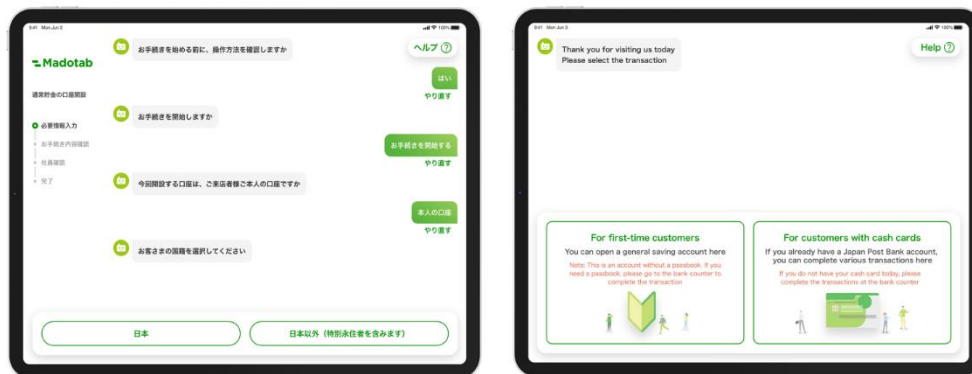 9:41 Mon Jun 2
100%
Madotab
通常貯金の口座開設
必要情報入力
お手続き内容確認
社員確認
完了
お手続きを始める前に、操作方法を確認しますか
ヘルプ ?
はい
やり直す
お手続きを開始しますか
お手続きを開始する
やり直す
今回開設する口座は、ご来店者様ご本人の口座ですか
本人の口座
やり直す
お客さまの国籍を選択してください
日本
日本以外（特別永住者を含みます）
9:41 Mon Jun 3
100%
Thank you for visiting us today
Please select the transaction
Help ?
For first-time customers
You can open a general saving account here
Note: This is an account without a passbook. If you
need a passbook, please go to the bank counter to
complete the transaction
For customers with cash cards
If you already have a Japan Post Bank account,
you can complete various transactions here
If you do not have your cash card today, please
complete the transactions at the bank counter